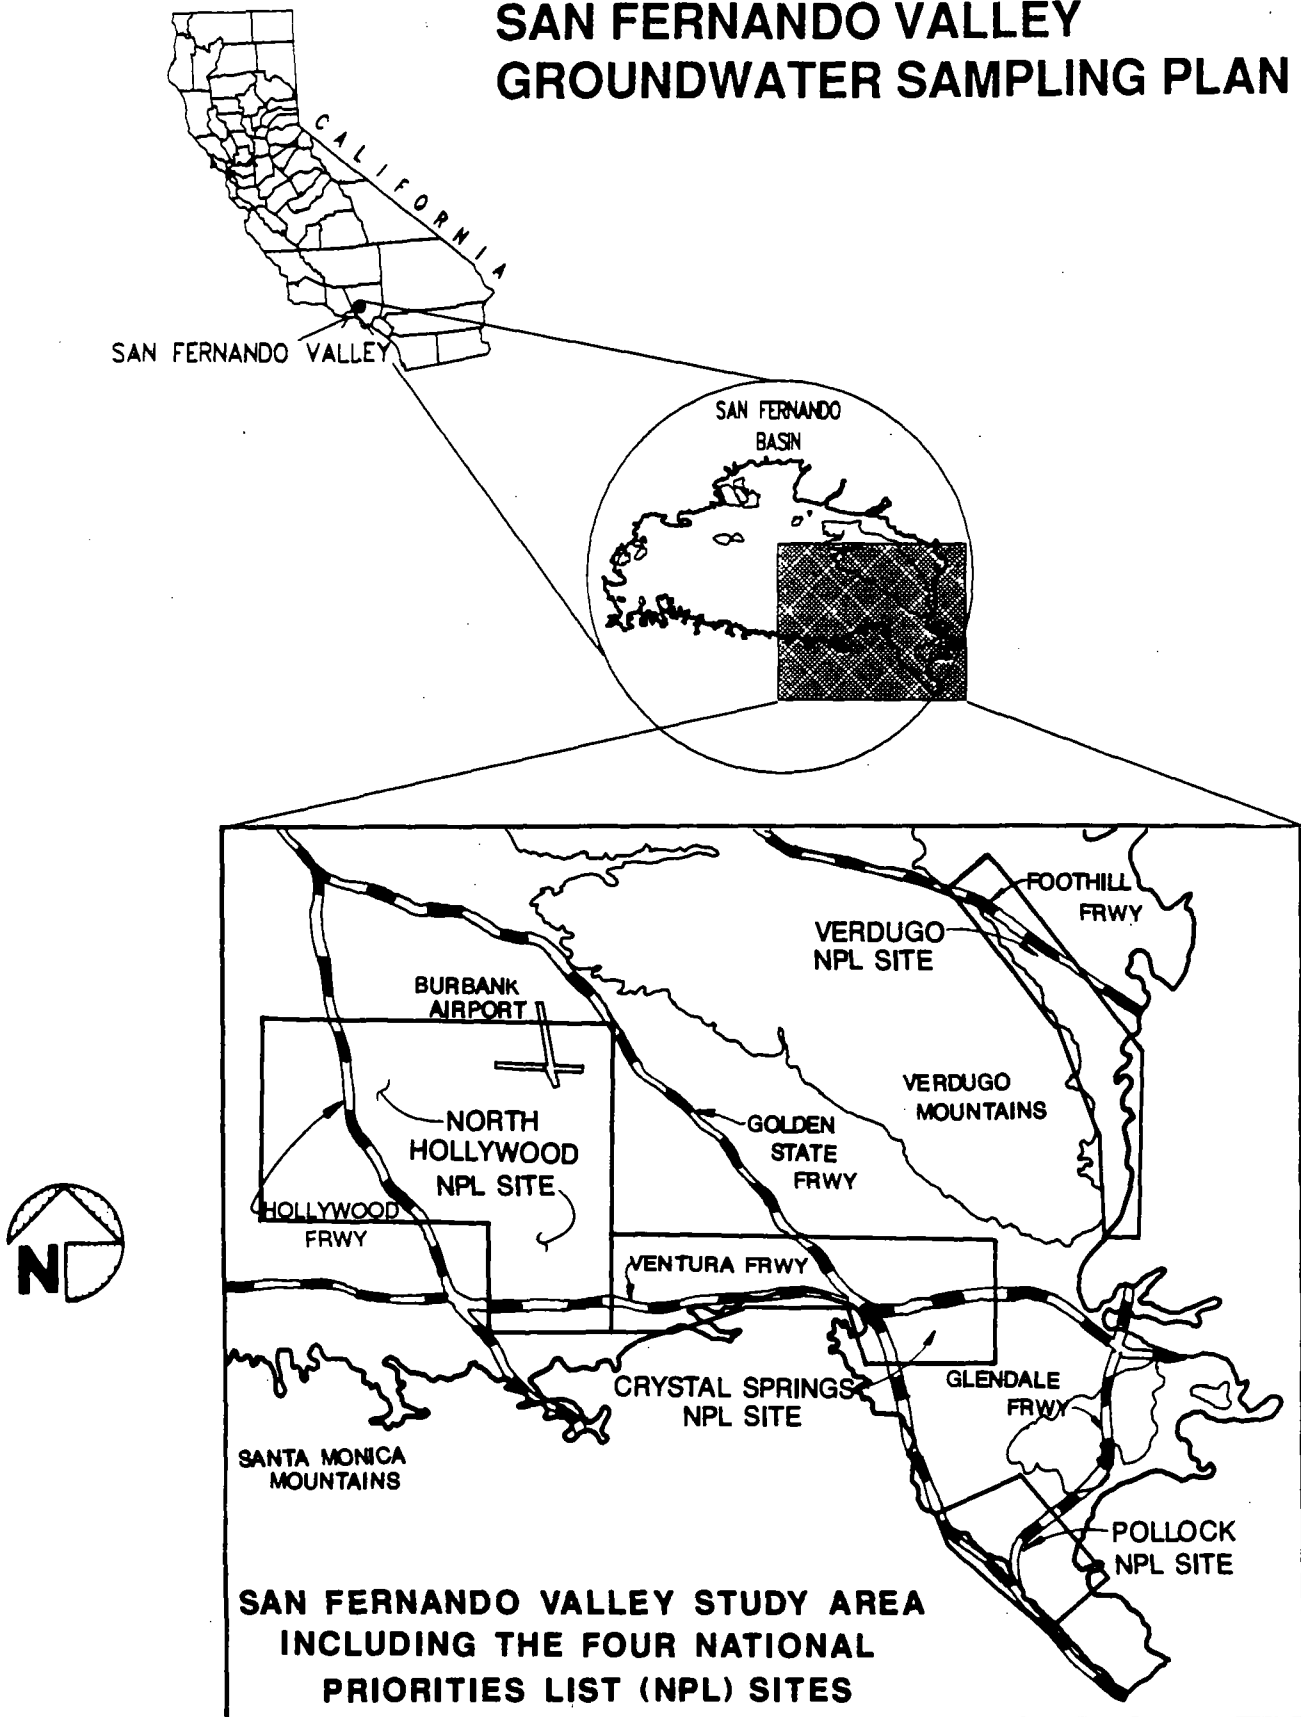 SAN FERNANDO VALLEY
GROUNDWATER SAMPLING PLAN
CALIFORNIA
SAN FERNANDO VALLEY
SAN FERNANDO
BASIN
FOOTHILL
FRWY
VERDUGO
NPL SITE
BURBANK
AIRPORT
VERDUGO
MOUNTAINS
NORTH
HOLLYWOOD
NPL SITE
GOLDEN
STATE
FRWY
HOLLYWOOD
FRWY
N
VENTURA FRWY
CRYSTAL SPRINGS
NPL SITE
GLENDALE
FRWY
SANTA MONICA
MOUNTAINS
POLLOCK
NPL SITE
SAN FERNANDO VALLEY STUDY AREA
INCLUDING THE FOUR NATIONAL
PRIORITIES LIST (NPL) SITES